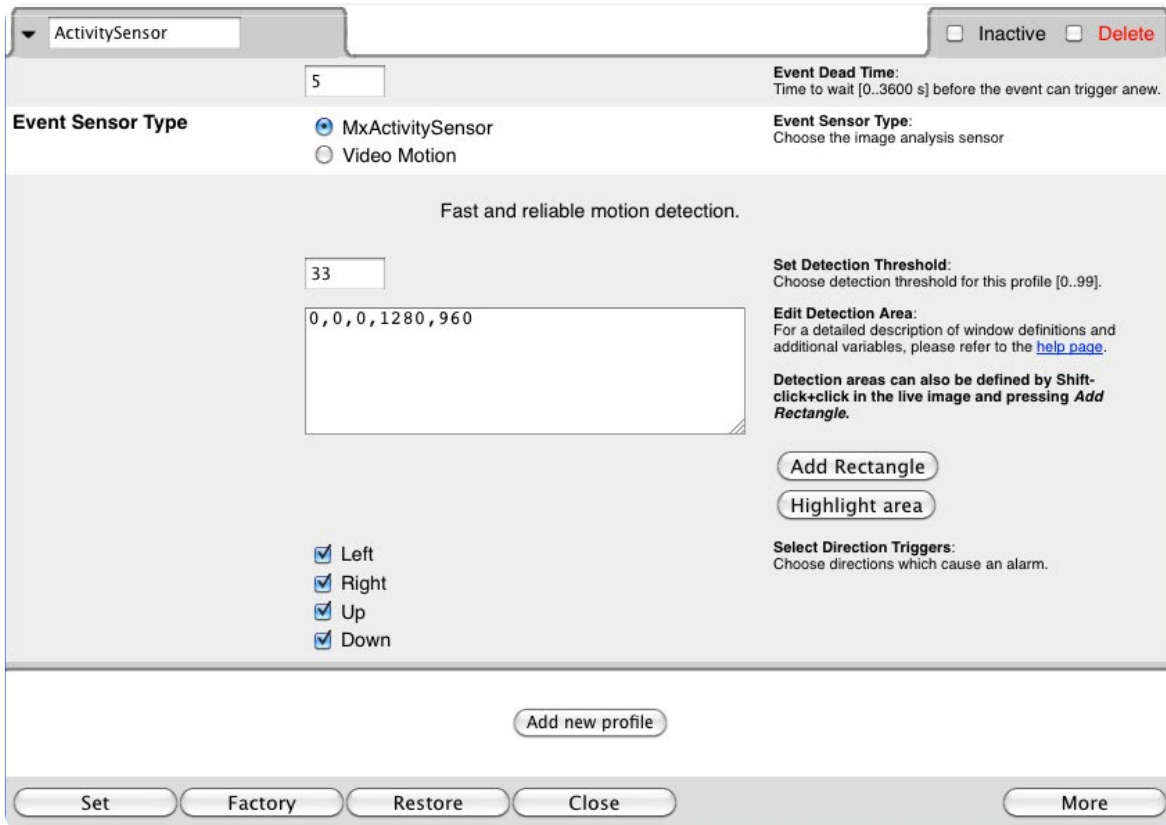 ActivitySensor
Inactive
Delete
5
Event Dead Time:
Time to wait [0..3600 s] before the event can trigger anew.
Event Sensor Type
MxActivitySensor
Video Motion
Event Sensor Type:
Choose the image analysis sensor
Fast and reliable motion detection.
33
Set Detection Threshold:
Choose detection threshold for this profile [0..99].
0,0,0,1280,960
Edit Detection Area:
For a detailed description of window definitions and
additional variables, please refer to the help page.
Detection areas can also be defined by Shift-
click+click in the live image and pressing Add
Rectangle.
Add Rectangle
Highlight area
Left
Right
Up
Down
Select Direction Triggers:
Choose directions which cause an alarm.
Add new profile
Set
Factory
Restore
Close
More